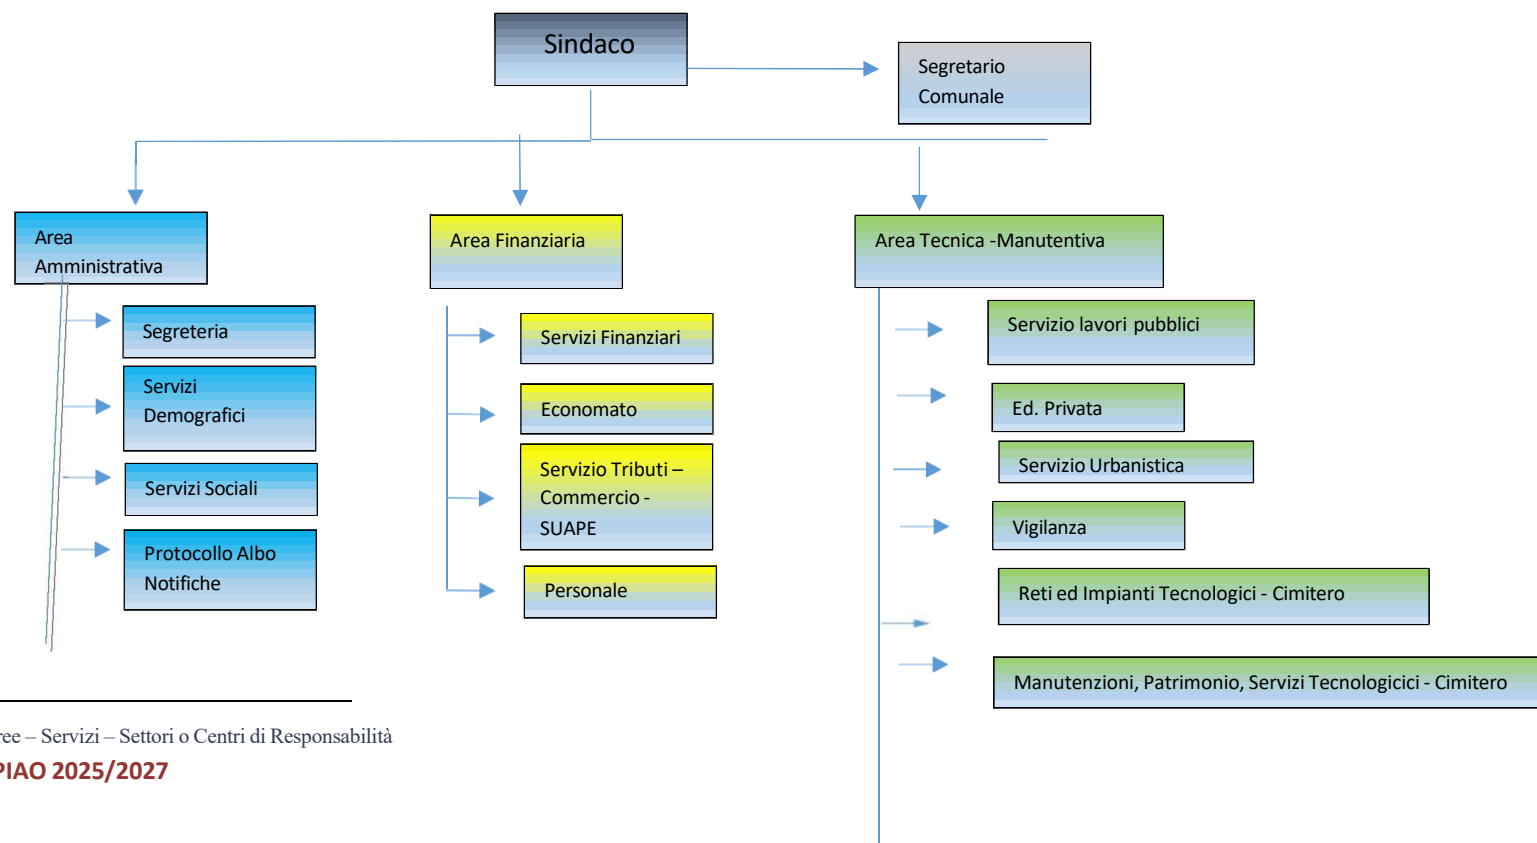 Sindaco
Segretario
Comunale
Area
Amministrativa
Segreteria
Servizi
Demografici
Servizi Sociali
Protocollo Albo
Notifiche
Area Finanziaria
Servizi Finanziari
Economato
Servizio Tributi –
Commercio -
SUAPE
Personale
Area Tecnica -Manutentiva
Servizio lavori pubblici
Ed. Privata
Servizio Urbanistica
Vigilanza
Reti ed Impianti Tecnologici - Cimitero
Manutenzioni, Patrimonio, Servizi Tecnologicici - Cimitero
ree – Servizi – Settori o Centri di Responsabilità
PIAO 2025/2027